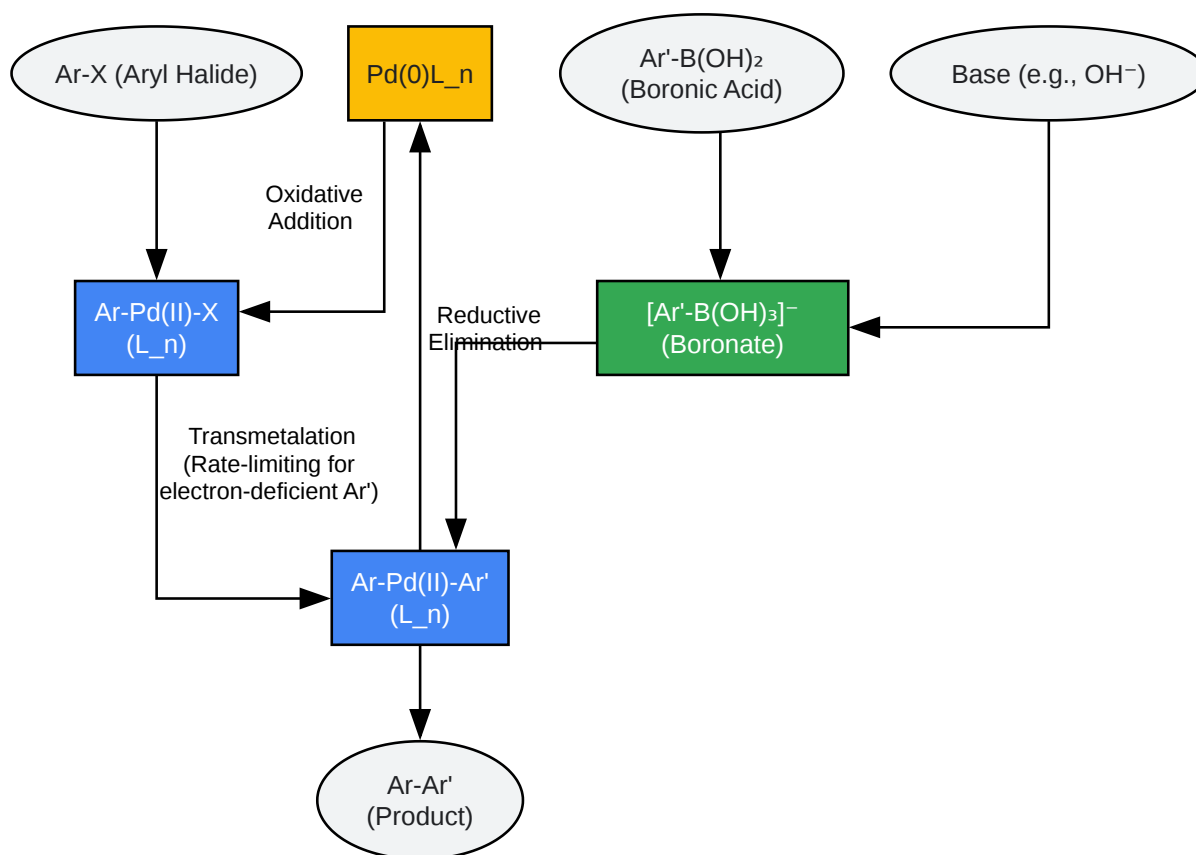 Ar-X (Aryl Halide)
Pd(0)L_n
Ar'-B(OH)₂
(Boronic Acid)
Base (e.g., OH⁻)
Oxidative
Addition
Ar-Pd(II)-X
(L_n)
Reductive
Elimination
[Ar'-B(OH)₃]⁻
(Boronate)
Transmetalation
(Rate-limiting for
electron-deficient Ar')
Ar-Pd(II)-Ar'
(L_n)
Ar-Ar'
(Product)